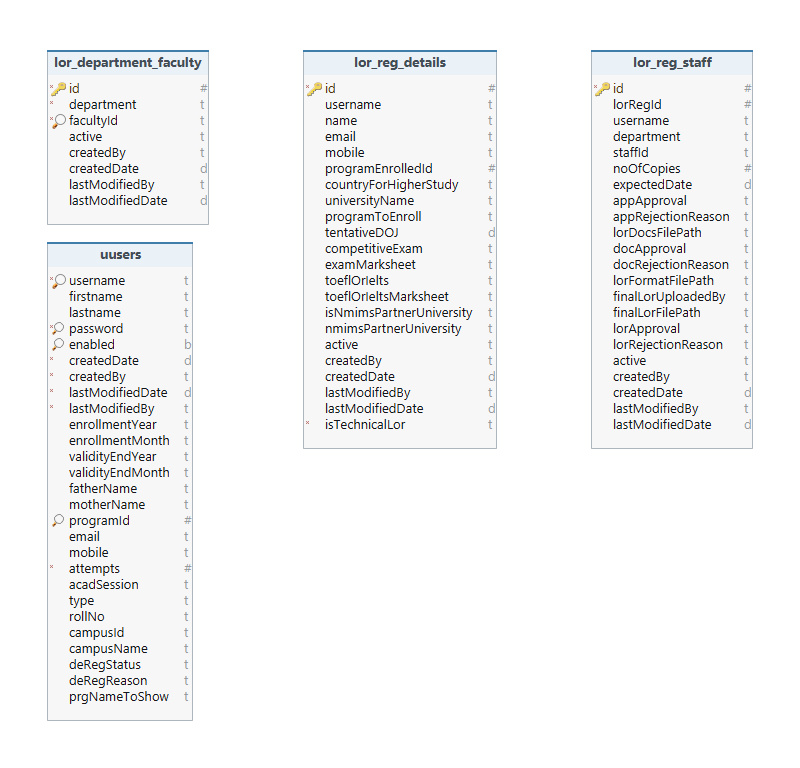 lor_department_faculty
* id #
* department t
* facultyId t
active t
createdBy t
createdDate d
lastModifiedBy t
lastModifiedDate d
uusers
* username t
firstname t
lastname t
* password t
enabled b
* createdDate d
* createdBy t
* lastModifiedDate d
* lastModifiedBy t
enrollmentYear t
enrollmentMonth t
validityEndYear t
validityEndMonth t
fatherName t
motherName t
programId #
email t
mobile t
* attempts #
acadSession t
type t
rollNo t
campusId t
campusName t
deRegStatus t
deRegReason t
prgNameToShow t
lor_reg_details
* id #
username t
name t
email t
mobile t
programEnrolledId #
countryForHigherStudy t
universityName t
programToEnroll t
tentativeDOJ d
competitiveExam t
examMarksheet t
toeflOrIelts t
toeflOrIeltsMarksheet t
isNmimsPartnerUniversity t
nmimsPartnerUniversity t
active t
createdBy t
createdDate d
lastModifiedBy t
lastModifiedDate d
* isTechnicalLor t
lor_reg_staff
* id #
lorRegId #
username t
department t
staffId t
noOfCopies #
expectedDate d
appApproval t
appRejectionReason t
lorDocsFilePath t
docApproval t
docRejectionReason t
lorFormatFilePath t
finalLorUploadedBy t
finalLorFilePath t
lorApproval t
lorRejectionReason t
active t
createdBy t
createdDate d
lastModifiedBy t
lastModifiedDate d